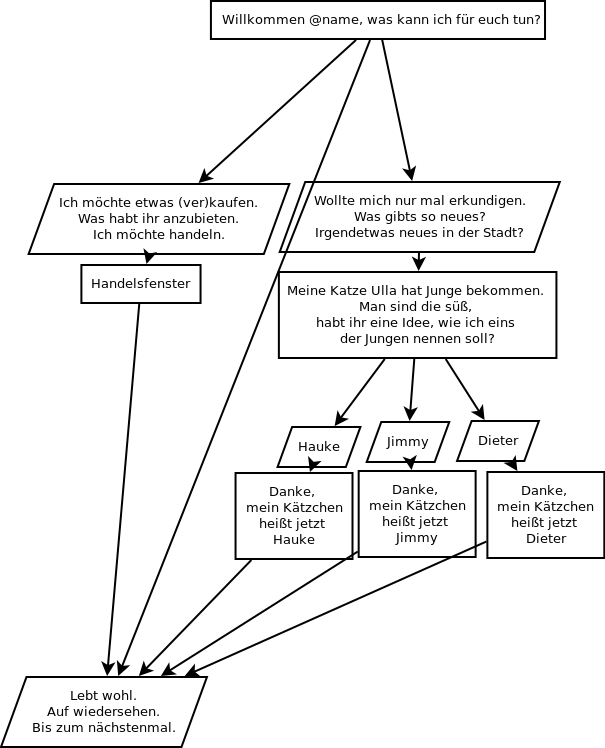 Willkommen @name, was kann ich für euch tun?
Ich möchte etwas (ver)kaufen.
Was habt ihr anzubieten.
Ich möchte handeln.
Wollte mich nur mal erkundigen.
Was gibts so neues?
Irgendetwas neues in der Stadt?
Handelsfenster
Meine Katze Ulla hat Junge bekommen.
Man sind die süß,
habt ihr eine Idee, wie ich eins
der Jungen nennen soll?
Hauke
Jimmy
Dieter
Danke,
mein Kätzchen
heißt jetzt
Hauke
Danke,
mein Kätzchen
heißt jetzt
Jimmy
Danke,
mein Kätzchen
heißt jetzt
Dieter
Lebt wohl.
Auf wiedersehen.
Bis zum nächstenmal.